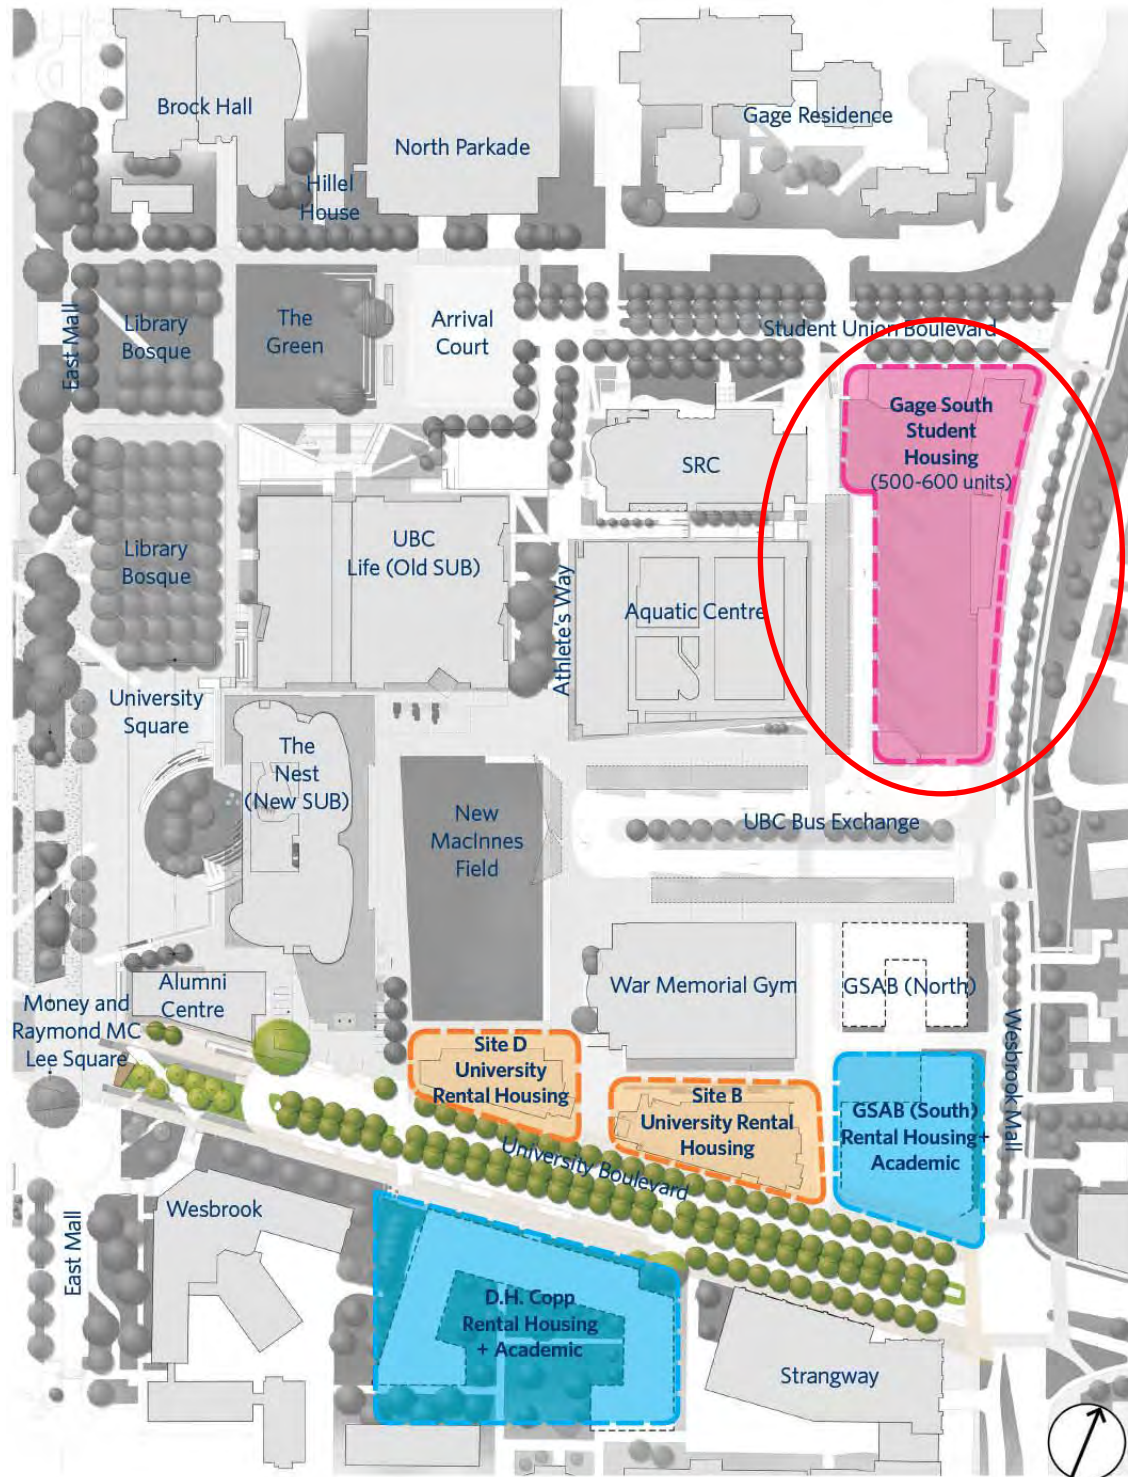 Brock Hall
North Parkade
Gage Residence
Hillel
House
East Mall
Library
Bosque
The
Green
Arrival
Court
Student Union Boulevard
Gage South
Student
Housing
(500-600 units)
SRC
Library
Bosque
UBC
Life (Old SUB)
Athlete's Way
Aquatic Centre
University
Square
The
Nest
(New SUB)
New
MacInnes
Field
UBC Bus Exchange
Alumni
Centre
War Memorial Gym
GSAB (North)
Money and
Raymond MC
Lee Square
Site D
University
Rental Housing
Site B
University Rental
Housing
GSAB (South)
Rental Housing+
Academic
Wesbrook Mall
University Boulevard
Wesbrook
East Mall
D.H. Copp
Rental Housing
+ Academic
Strangway